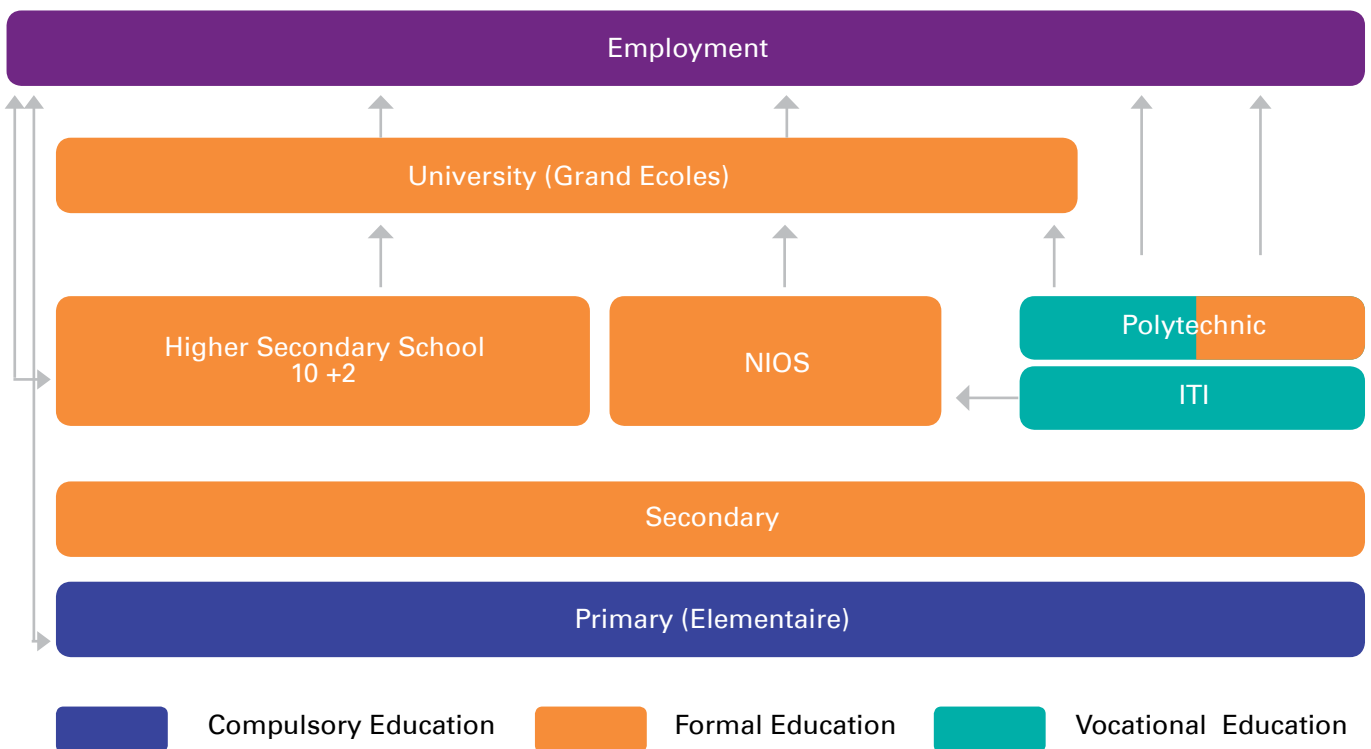 Employment
University (Grand Ecoles)
Higher Secondary School
10 +2
NIOS
Polytechnic
ITI
Secondary
Primary (Elementaire)
Compulsory Education
Formal Education
Vocational Education